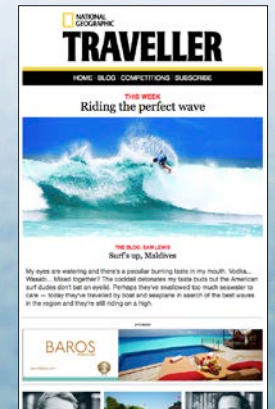 NATIONAL
GEOGRAPHIC
TRAVELLER
HOME BLOG COMPETITIONS SUBSCRIBE
THIS WEEK
Riding the perfect wave
THE BLOG: SAM LEWIS
Surf's up, Maldives
My eyes are watering and there's a peculiar burning taste in my mouth. Vodka...
Wasabi... Mixed together? The cocktail detonates my taste buds but the American
surf dudes don't bat an eyelid. Perhaps they've swallowed too much seawater to
care — today they've travelled by boat and seaplane in search of the best waves
in the region and they're still riding on a high.
BAROS